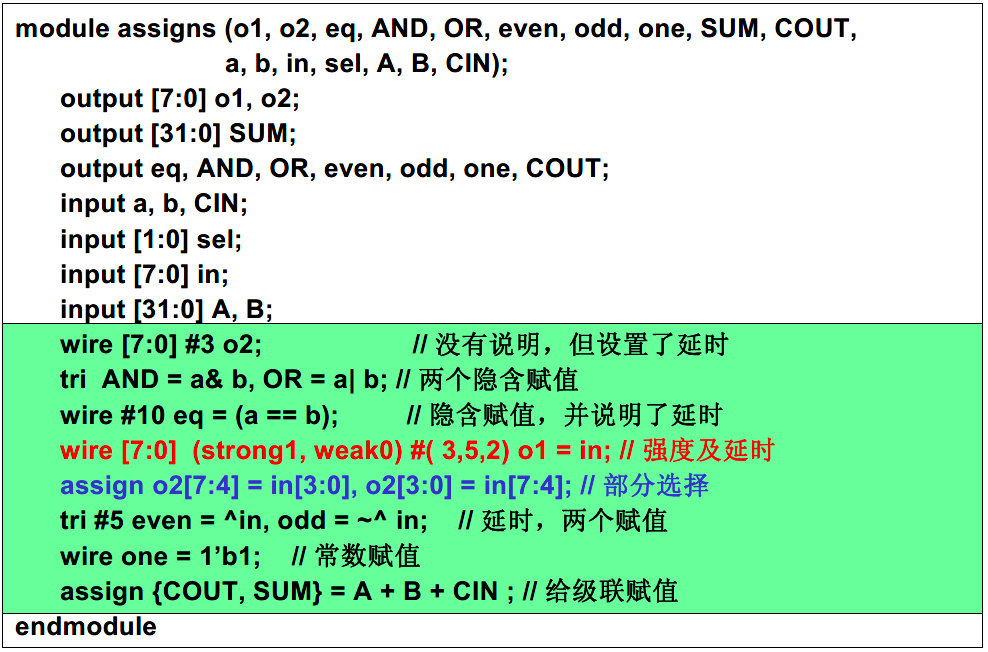 module assigns (o1, o2, eq, AND, OR, even, odd, one, SUM, COUT,
a, b, in, sel, A, B, CIN);
output [7:0] o1, o2;
output [31:0] SUM;
output eq, AND, OR, even, odd, one, COUT;
input a, b, CIN;
input [1:0] sel;
input [7:0] in;
input [31:0] A, B;
wire [7:0] #3 o2; // 没有说明，但设置了延时
tri AND = a& b, OR = a| b; // 两个隐含赋值
wire #10 eq = (a == b); // 隐含赋值，并说明了延时
wire [7:0] (strong1, weak0) #( 3,5,2) o1 = in; // 强度及延时
assign o2[7:4] = in[3:0], o2[3:0] = in[7:4]; // 部分选择
tri #5 even = ^in, odd = ~^ in; // 延时，两个赋值
wire one = 1’b1; // 常数赋值
assign {COUT, SUM} = A + B + CIN ; // 给级联赋值
endmodule